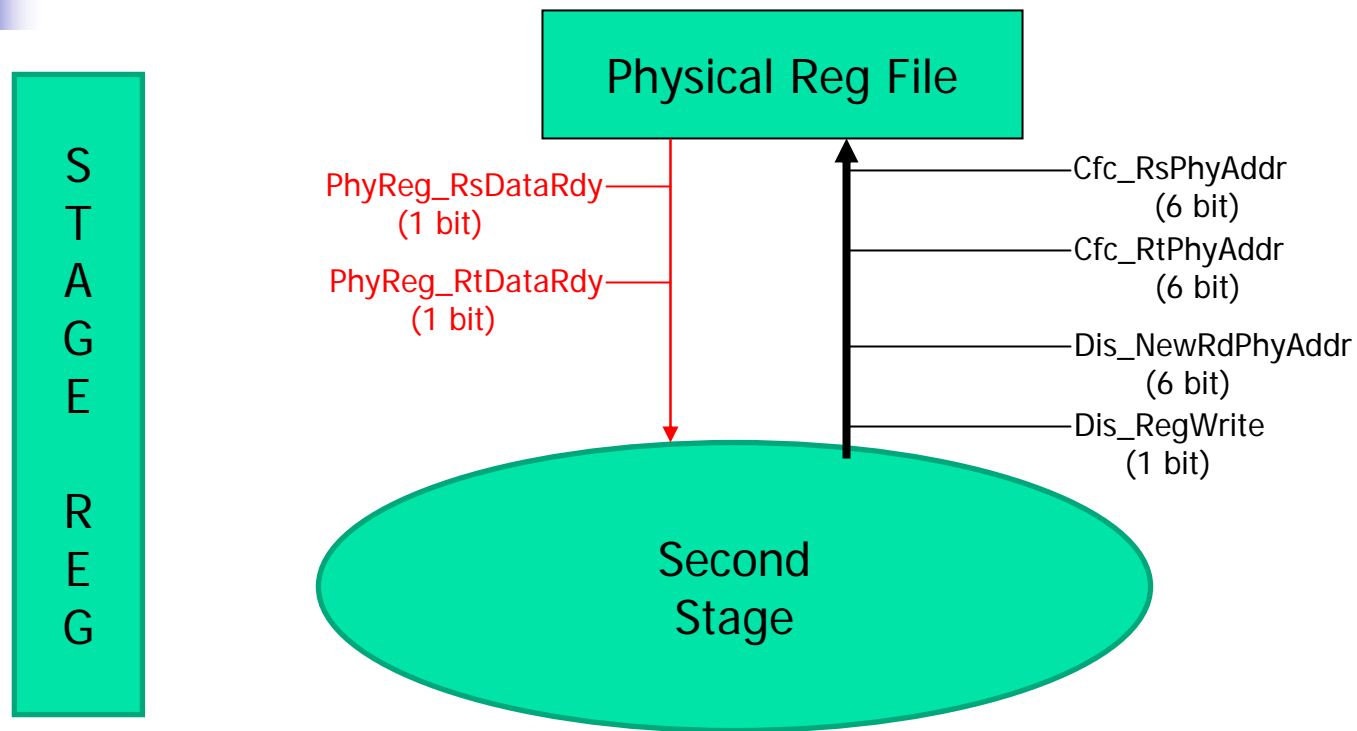 Physical Reg File
S
T
A
G
E
R
E
G
PhyReg_RsDataRdy
(1 bit)
PhyReg_RtDataRdy
(1 bit)
Cfc_RsPhyAddr
(6 bit)
Cfc_RtPhyAddr
(6 bit)
Dis_NewRdPhyAddr
(6 bit)
Dis_RegWrite
(1 bit)
Second
Stage